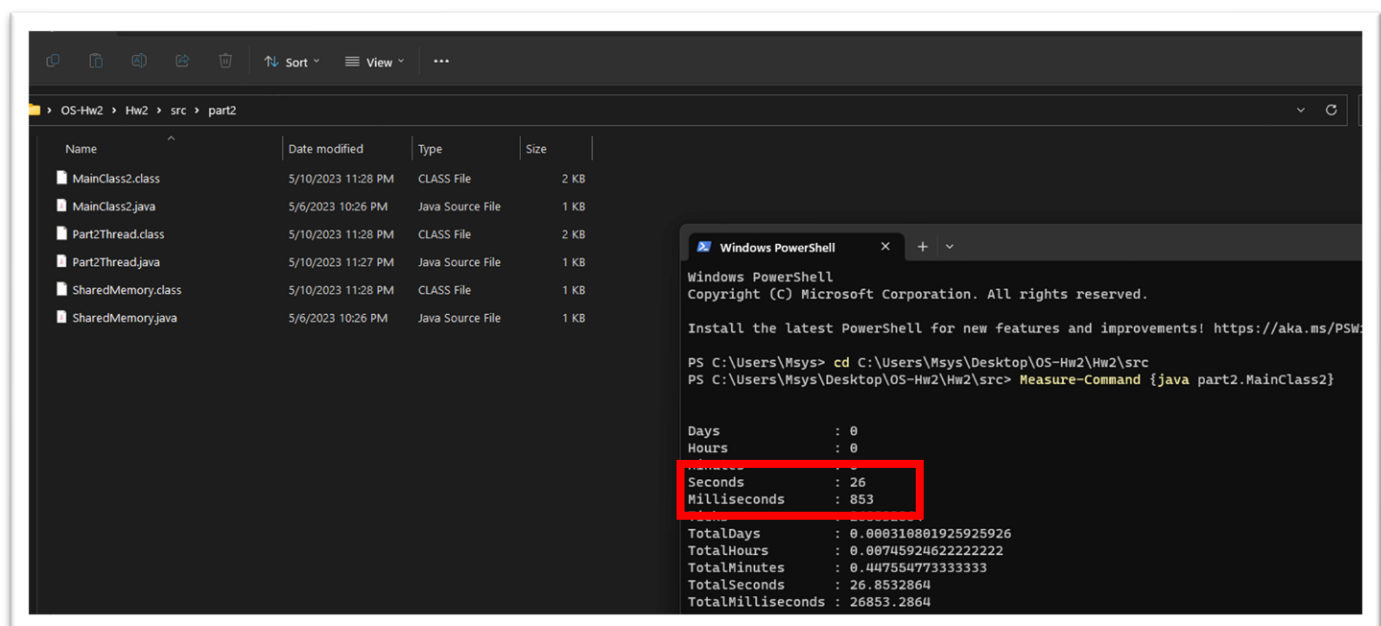 Sort View ...
OS-Hw2 › Hw2 › src › part2
Name Date modified Type Size
MainClass2.class 5/10/2023 11:28 PM CLASS File 2 KB
MainClass2.java 5/6/2023 10:26 PM Java Source File 1 KB
Part2Thread.class 5/10/2023 11:28 PM CLASS File 2 KB
Part2Thread.java 5/10/2023 11:27 PM Java Source File 1 KB
SharedMemory.class 5/10/2023 11:28 PM CLASS File 1 KB
SharedMemory.java 5/6/2023 10:26 PM Java Source File 1 KB
Windows PowerShell
Windows PowerShell
Copyright (C) Microsoft Corporation. All rights reserved.
Install the latest PowerShell for new features and improvements! https://aka.ms/PSW
PS C:\Users\Msys> cd C:\Users\Msys\Desktop\OS-Hw2\Hw2\src
PS C:\Users\Msys\Desktop\OS-Hw2\Hw2\src> Measure-Command {java part2.MainClass2}
Days : 0
Hours : 0
Seconds : 26
Milliseconds : 853
TotalDays : 0.000310801925925926
TotalHours : 0.00745924622222222
TotalMinutes : 0.447554773333333
TotalSeconds : 26.8532864
TotalMilliseconds : 26853.2864